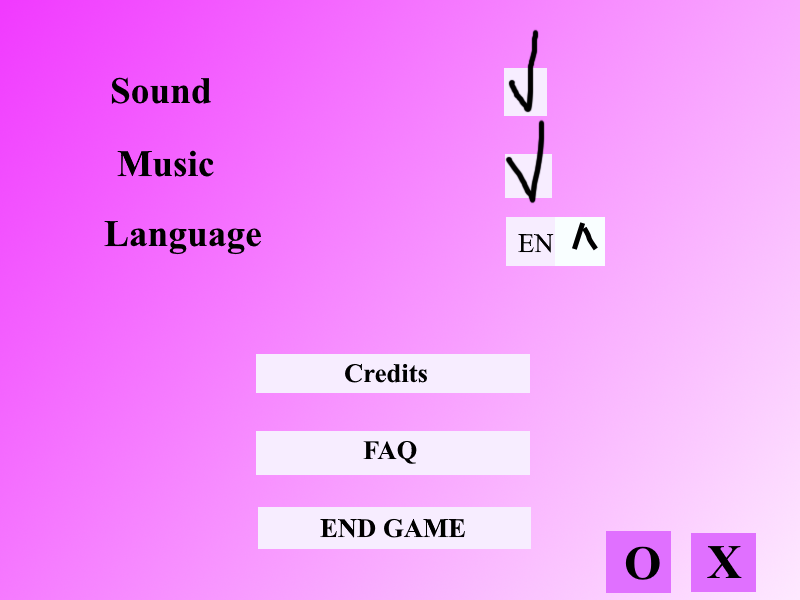 Sound
Music
Language
EN
Credits
FAQ
END GAME
O X